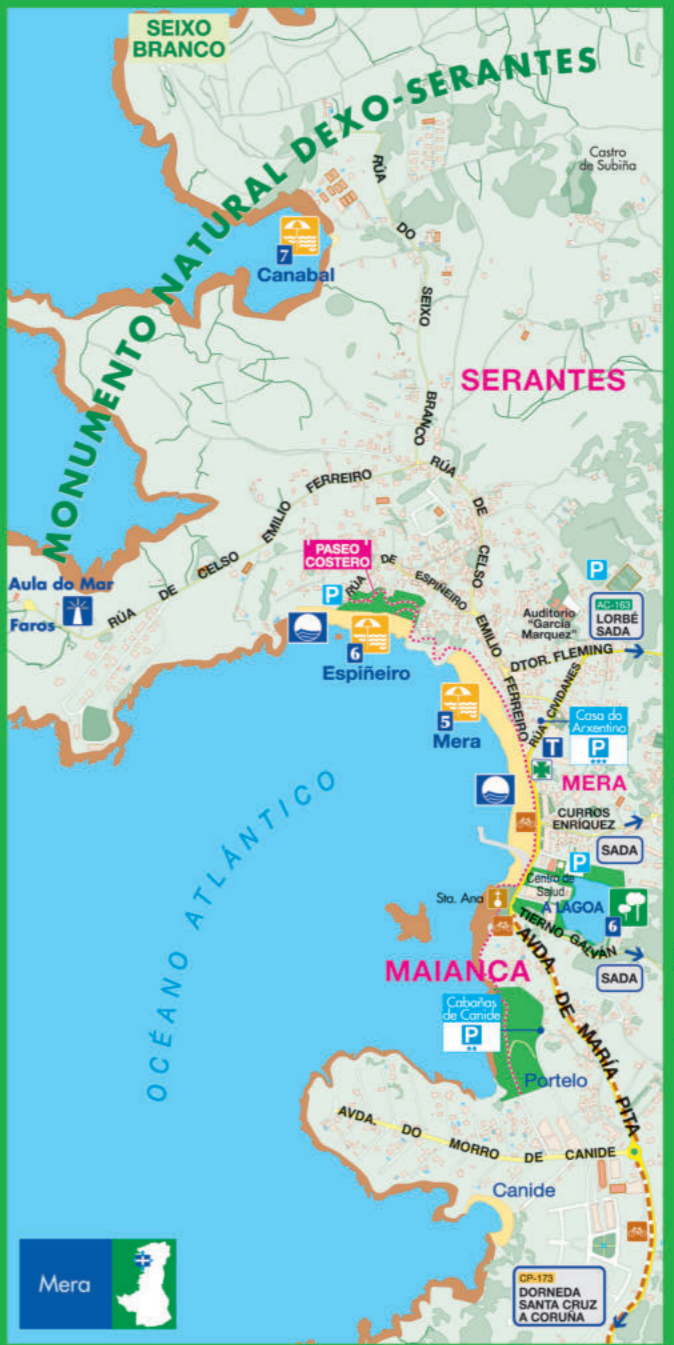 SEIXO
BRANCO
MONUMENTO NATURAL DEXO-SERANTES
Castro
de Subiña
RÚA DO SEIXO BRANCO
7
Canabal
SERANTES
RÚA DE CELSO EMILIO FERREIRO
RÚA DE CELSO EMILIO FERREIRO
PASEO
COSTERO
RÚA DE ESPIÑEIRO
P
P
Aula do Mar
Faros
AC-163
LORBÉ
SADA
Auditorio
"García
Marquez"
DTOR. FLEMING
6
Espiñeiro
RÚA CIVIDANES
5
Mera
Casa do
Arxentino
P
***
T
MERA
CURROS
ENRÍQUEZ
SADA
P
Centro de
Salud
Sta. Ana
A LAGOA
6
TIERNO GALVÁN
SADA
OCÉANO ATLÁNTICO
MAIANCA
AVDA DE MARÍA PITA
Cabañas
de Canide
P
**
Portelo
AVDA. DO MORRO DE CANIDE
Canide
Mera
CP-173
DORNEDA
SANTA CRUZ
A CORUÑA